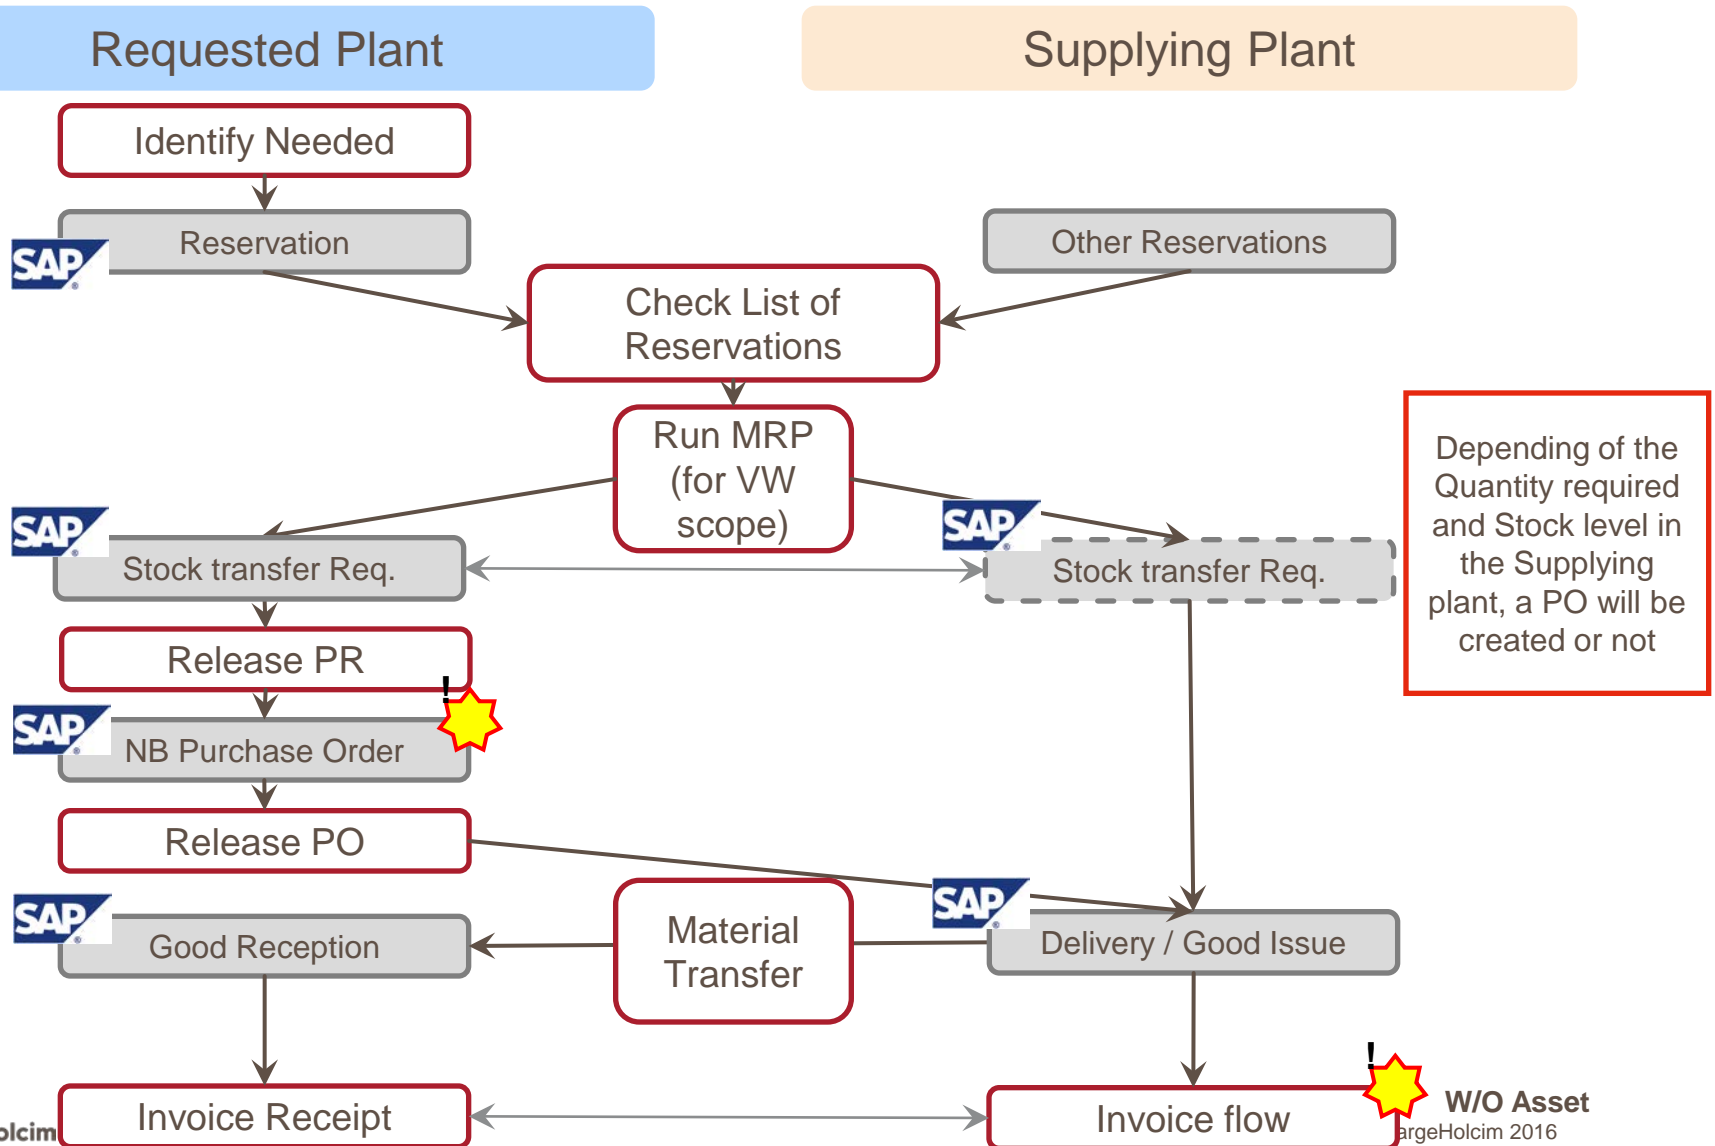 Requested Plant
Supplying Plant
Identify Needed
SAP
Reservation
Other Reservations
Check List of
Reservations
Run MRP
(for VW
scope)
Depending of the
Quantity required
and Stock level in
the Supplying
plant, a PO will be
created or not
SAP
Stock transfer Req.
SAP
Stock transfer Req.
Release PR
!
SAP
NB Purchase Order
Release PO
SAP
Good Reception
Material
Transfer
SAP
Delivery / Good Issue
!
Invoice Receipt
Invoice flow
W/O Asset
olcim
argeHolcim 2016